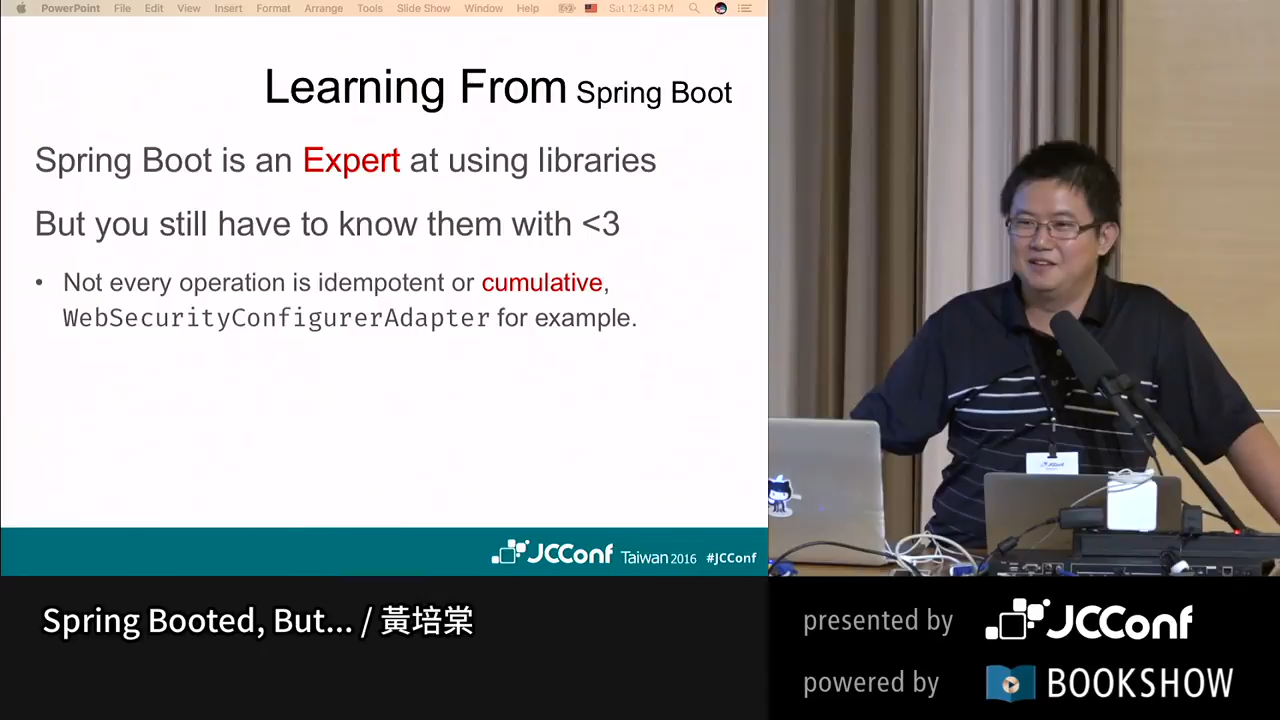 PowerPoint File Edit View Insert Format Arrange Tools Slide Show Window Help Sat 12:43 PM
Learning From Spring Boot
Spring Boot is an Expert at using libraries
But you still have to know them with <3
• Not every operation is idempotent or cumulative,
WebSecurityConfigurerAdapter for example.
JCConf Taiwan 2016 #JCConf
JCConf
Spring Booted, But... / 黃培棠
presented by JCConf
powered by BOOKSHOW